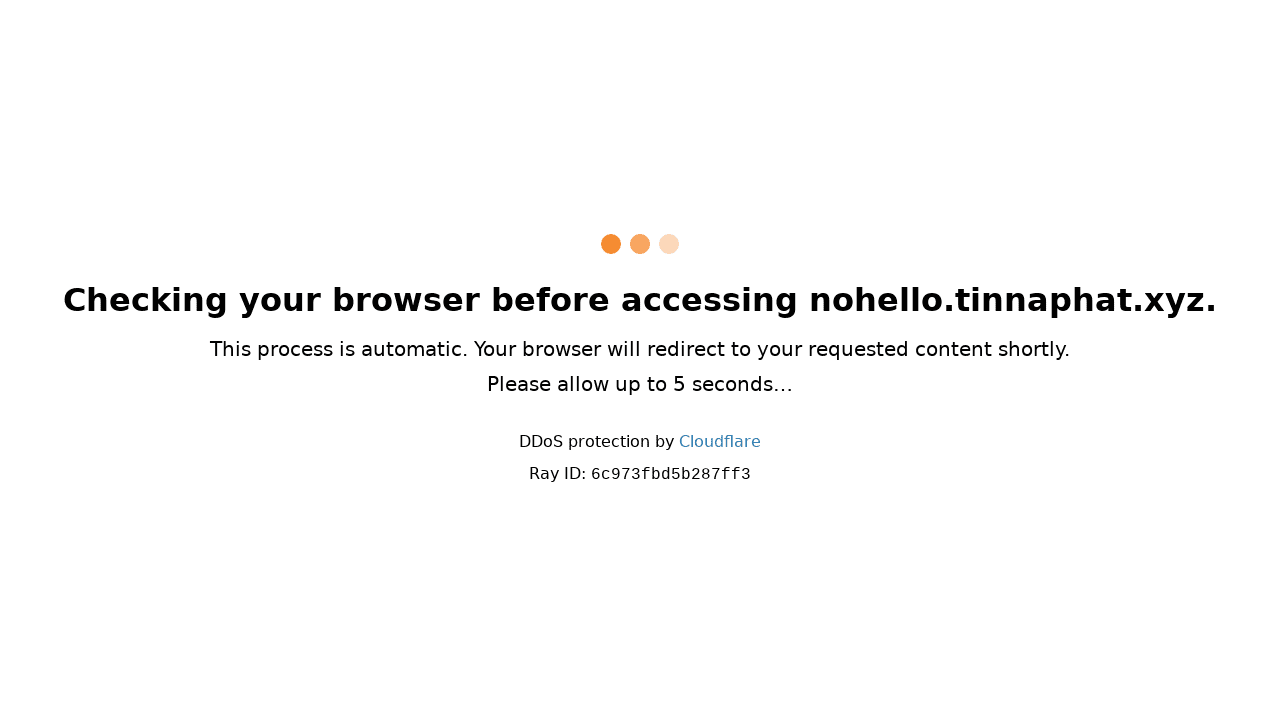 Checking your browser before accessing nohello.tinnaphat.xyz.
This process is automatic. Your browser will redirect to your requested content shortly.
Please allow up to 5 seconds…
DDoS protection by Cloudflare
Ray ID: 6c973fbd5b287ff3